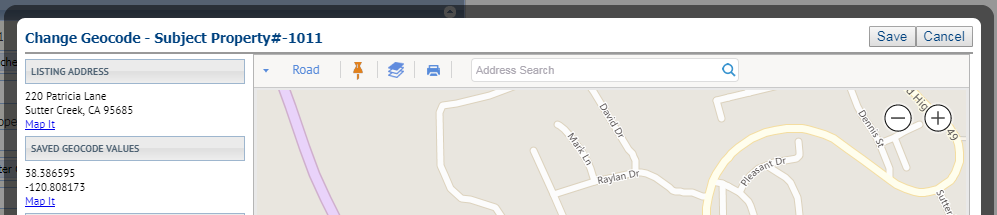 Change Geocode - Subject Property#-1011
Save
Cancel
LISTING ADDRESS
220 Patricia Lane
Sutter Creek, CA 95685
Map It
SAVED GEOCODE VALUES
38.386595
-120.808173
Map It
Road
Address Search
David Dr
Mark Ln
Raylan Dr
Pleasant Dr
Dennis St
d High
49
Sutte